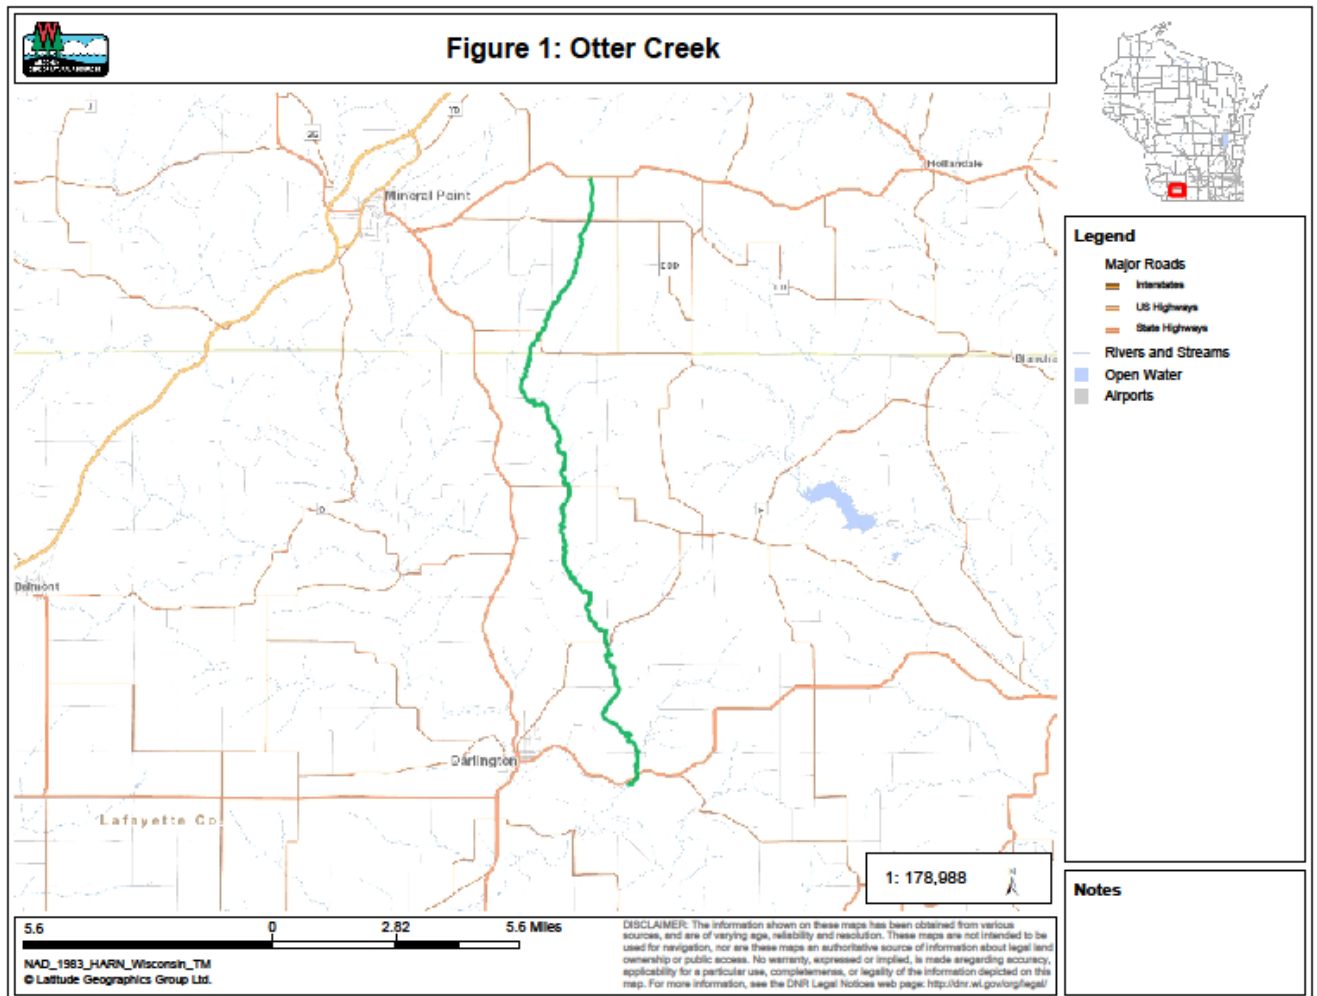 Figure 1: Otter Creek
J
YD
Hollandale
Mineral Point
DDD
Belmont
Darlington
Lafayette Co
1: 178,988
N
Legend
Major Roads
Interstates
US Highways
State Highways
Rivers and Streams
Open Water
Airports
Notes
5.6 0 2.82 5.6 Miles
NAD_1983_HARN_Wisconsin_TM
© Latitude Geographics Group Ltd.
DISCLAIMER: The information shown on these maps has been obtained from various
sources, and are of varying age, reliability and resolution. These maps are not intended to be
used for navigation, nor are these maps an authoritative source of information about legal land
ownership or public access. No warranty, expressed or implied, is made aregarding accuracy,
applicability for a particular use, completemenss, or legality of the information depicted on this
map. For more information, see the DNR Legal Notices web page: http://dnr.wi.gov/org/legal/